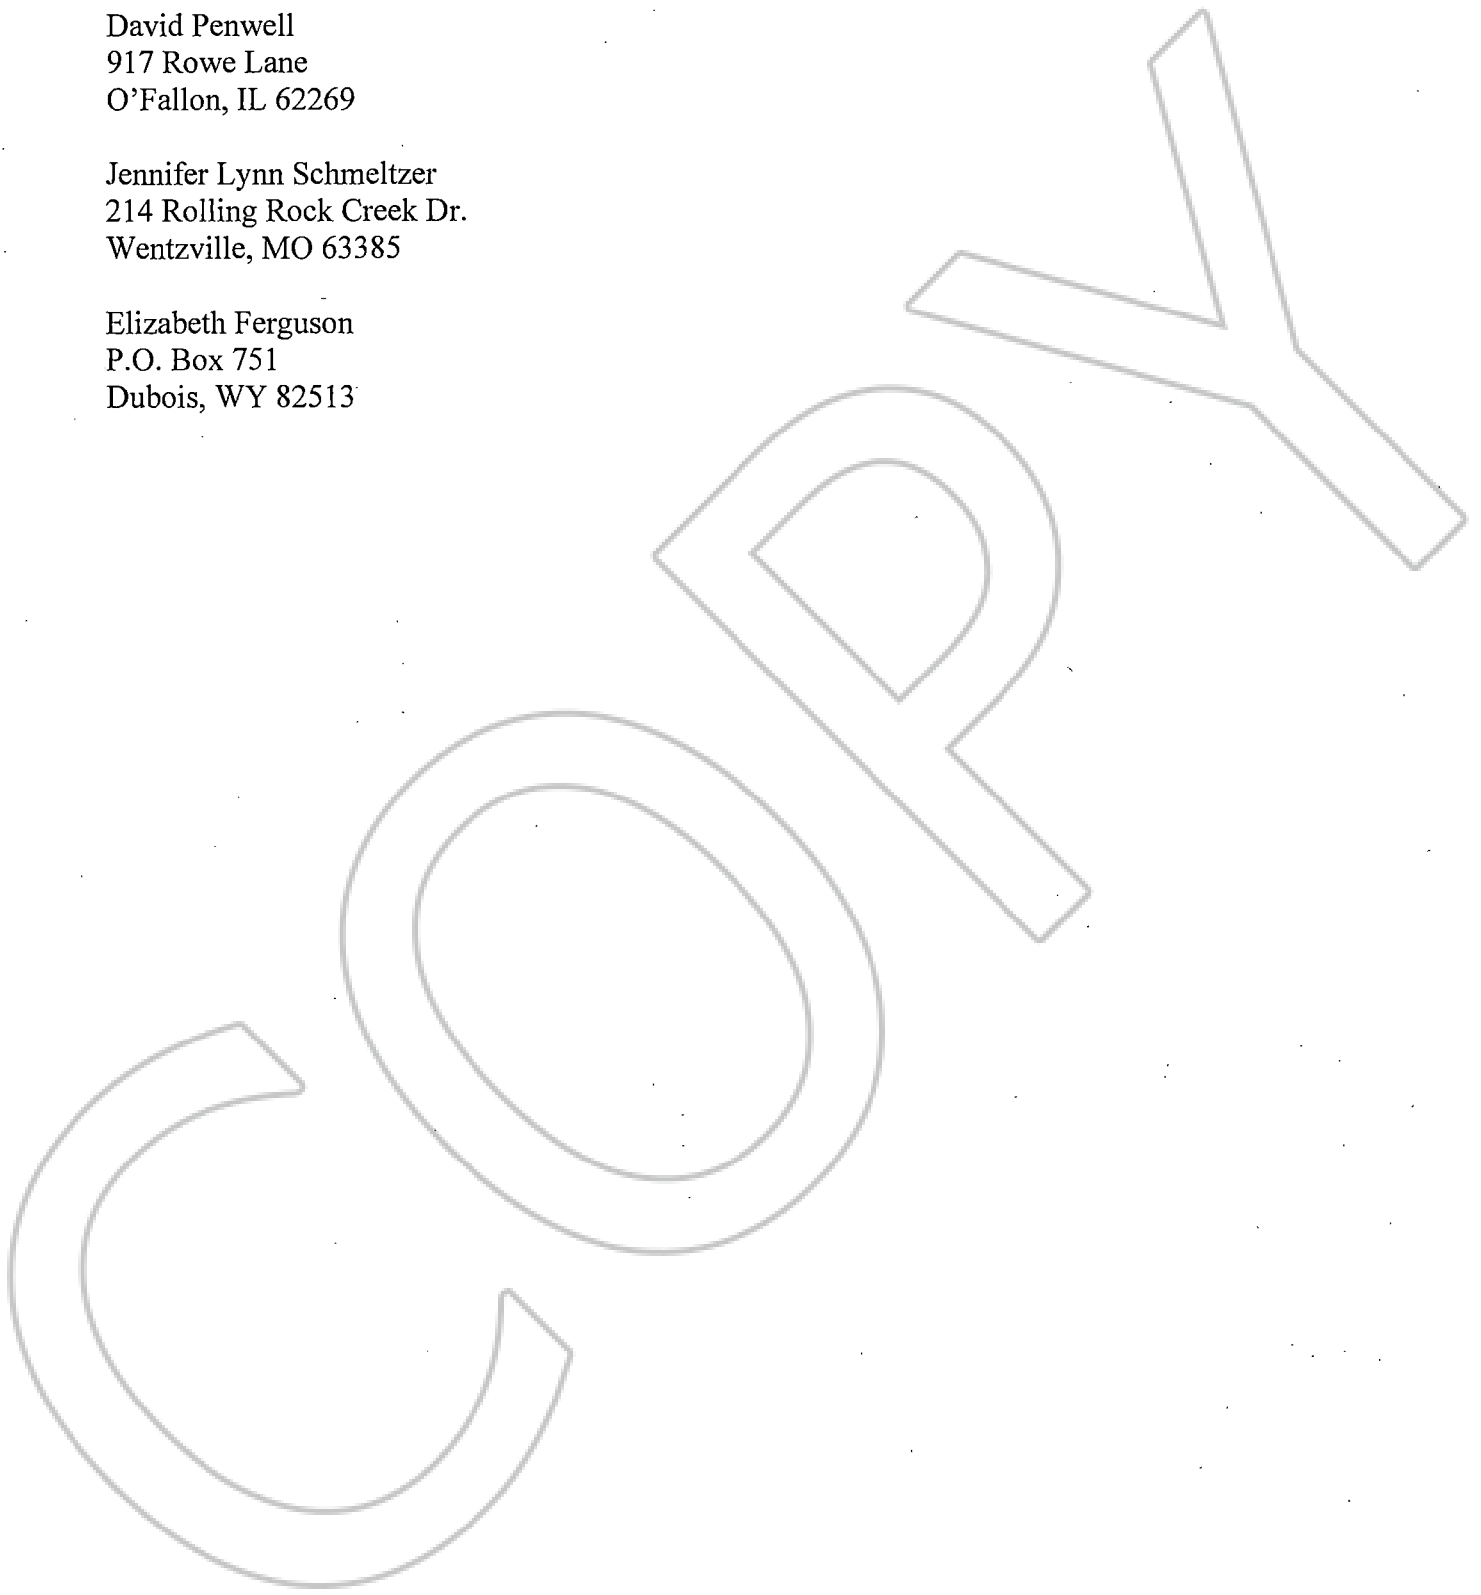 David Penwell
917 Rowe Lane
O’Fallon, IL 62269
Jennifer Lynn Schmeltzer
214 Rolling Rock Creek Dr.
Wentzville, MO 63385
Elizabeth Ferguson
P.O. Box 751
Dubois, WY 82513
COPY